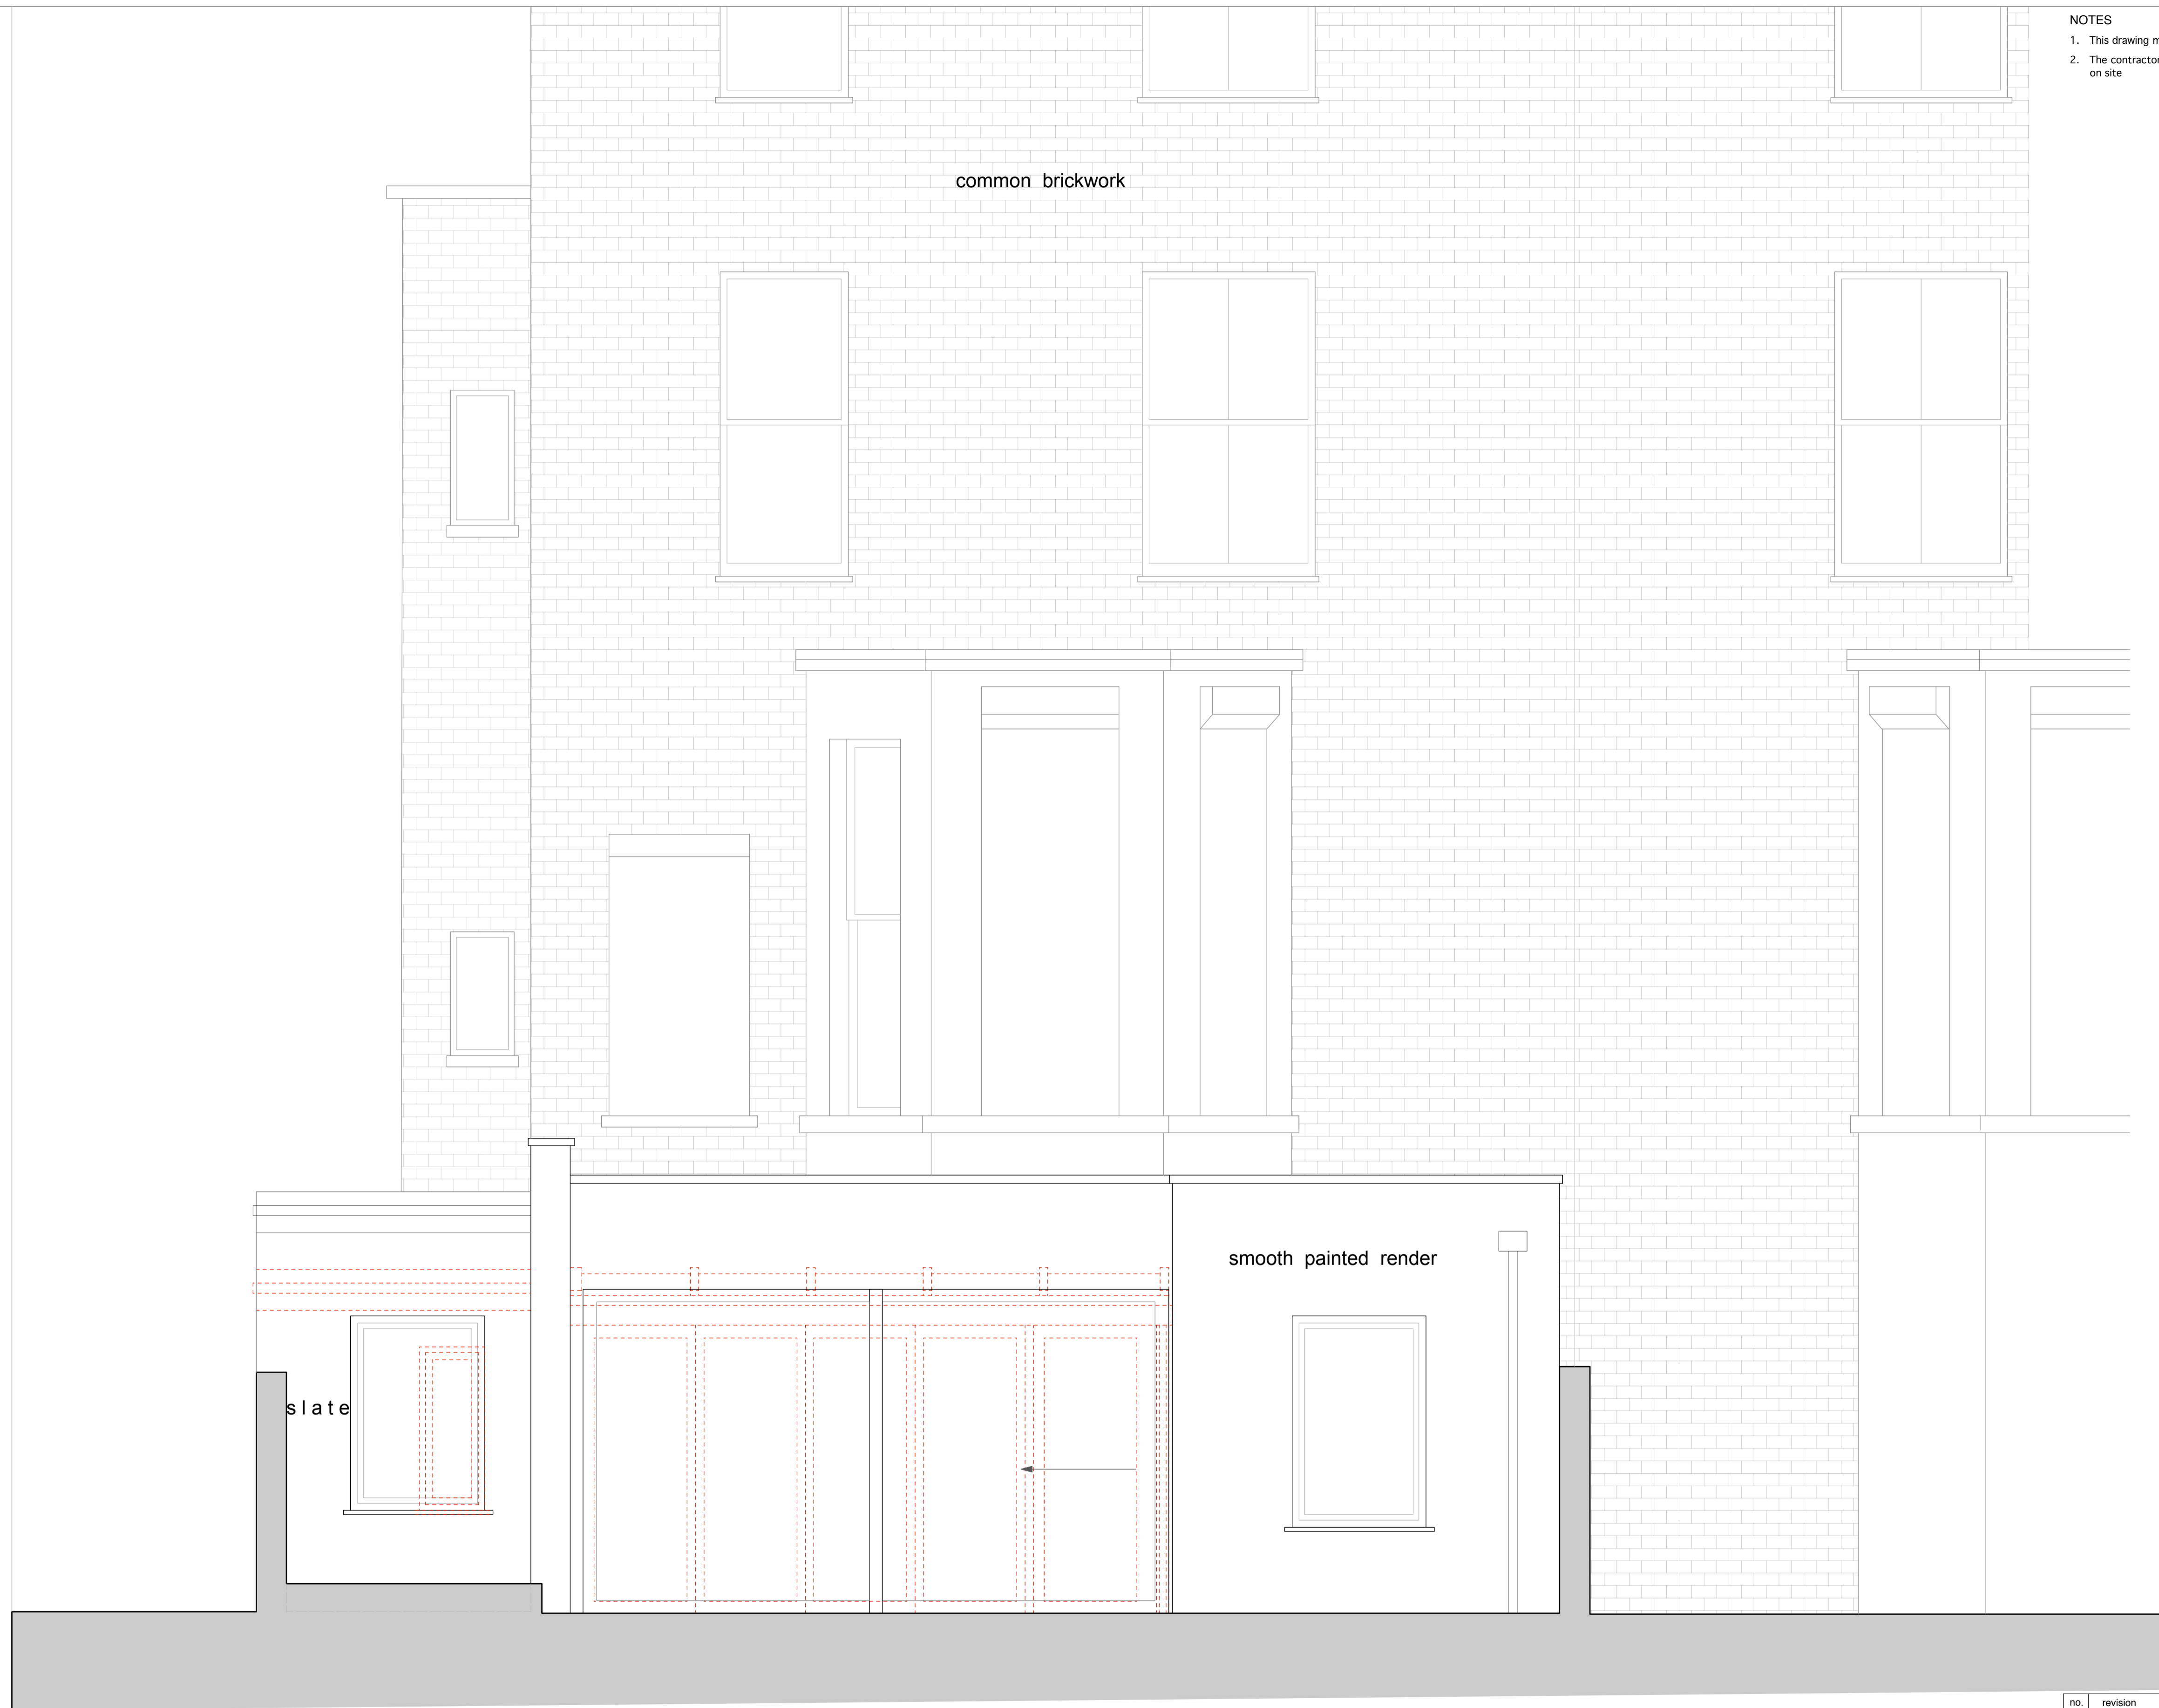 NOTES
1. This drawing m
2. The contractor
on site
common brickwork
smooth painted render
slate
no. revision